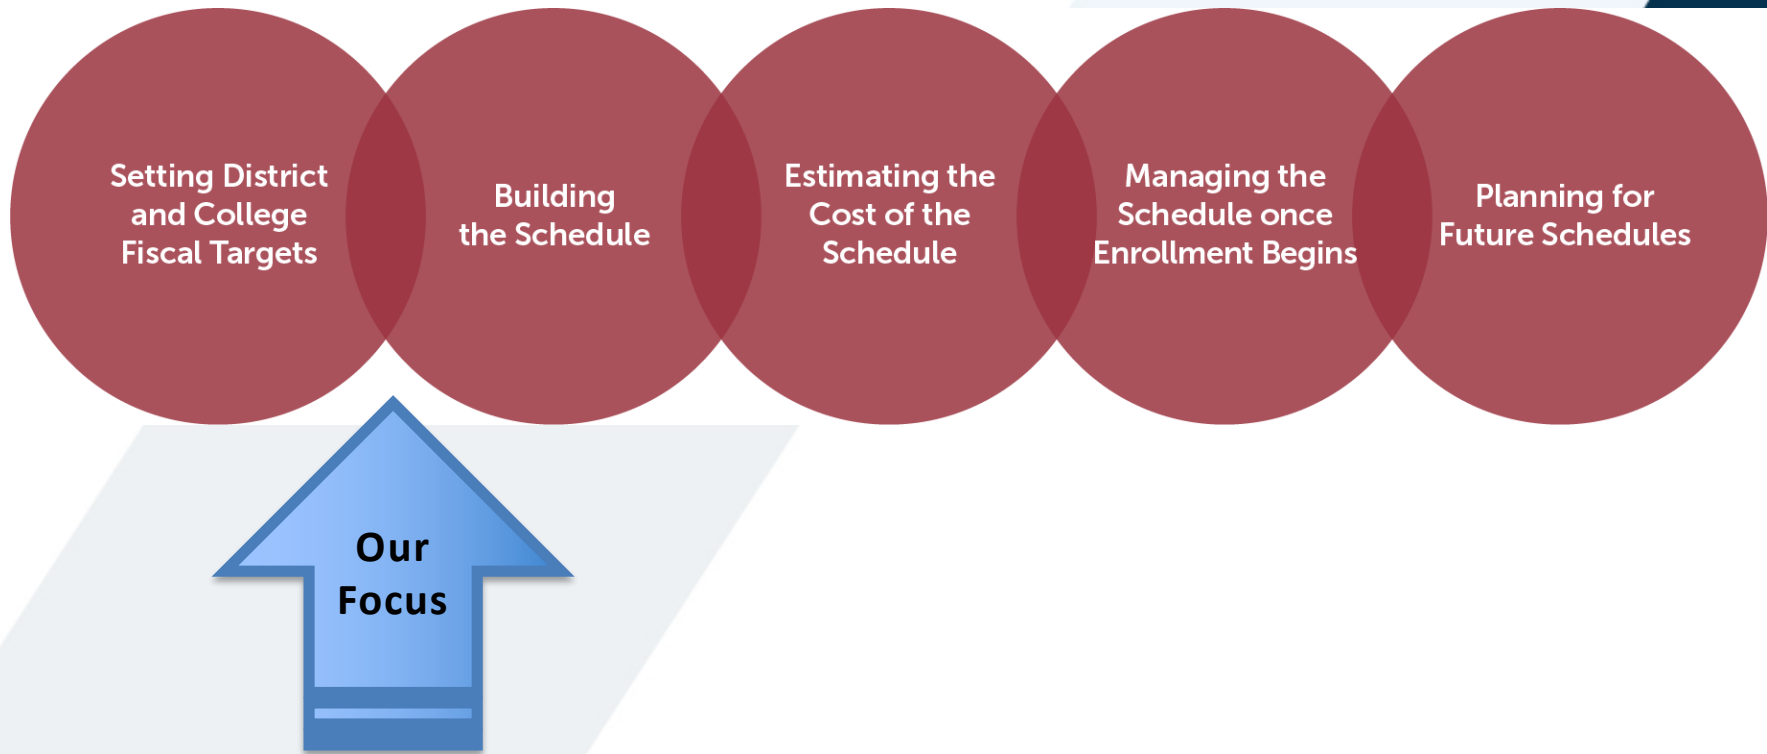 Setting District
and College
Fiscal Targets
Building
the Schedule
Estimating the
Cost of the
Schedule
Managing the
Schedule once
Enrollment Begins
Planning for
Future Schedules
Our
Focus